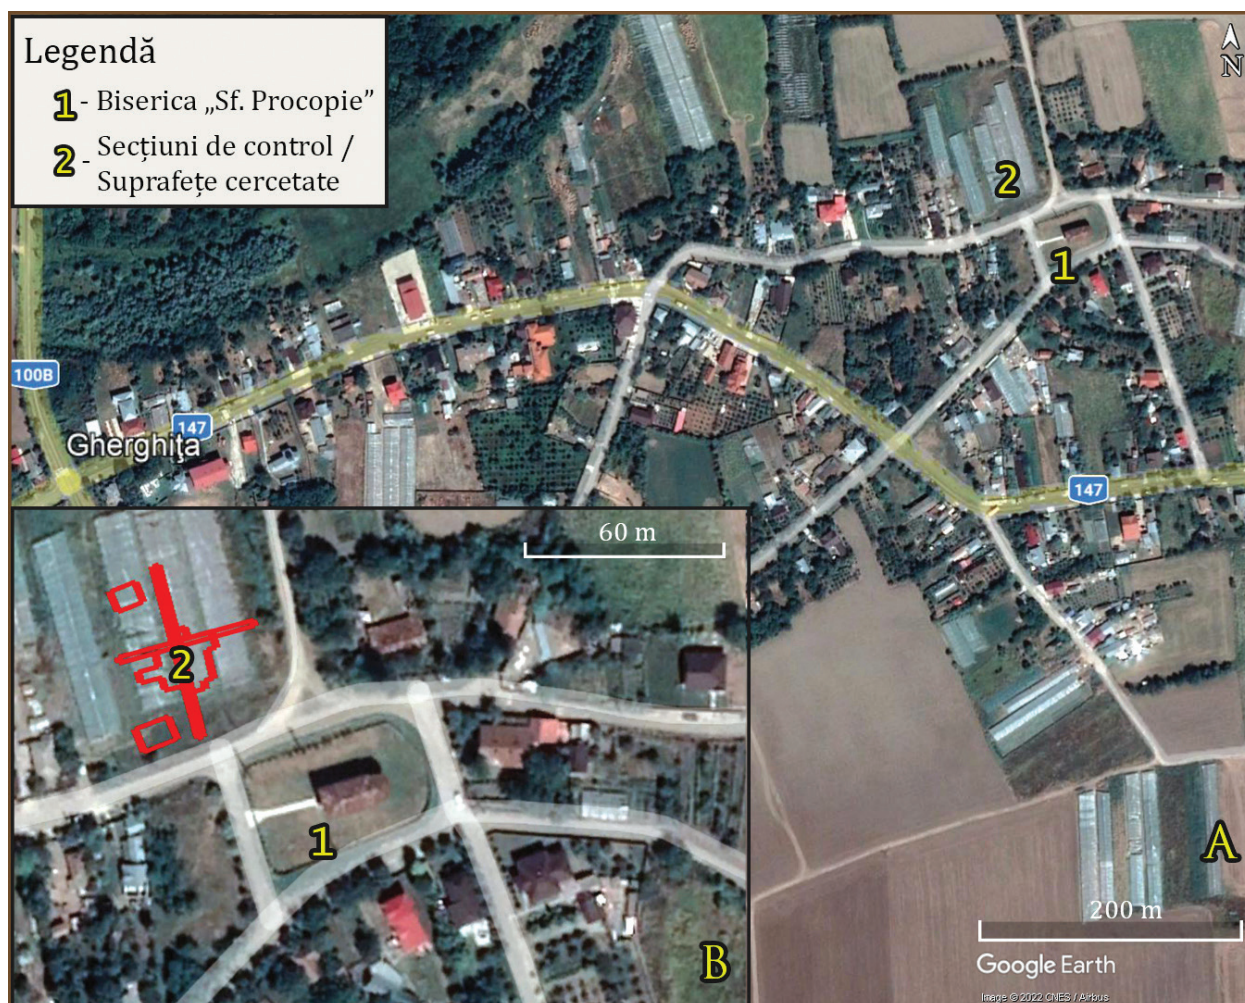 Legendă
1 - Biserica „Sf. Procopie”
2 - Secțiuni de control /
Suprafețe cercetate
N
2
1
100B
147
Gherghiţa
147
60 m
2
1
B
A
200 m
Google Earth
Image © 2022 CNES / Airbus